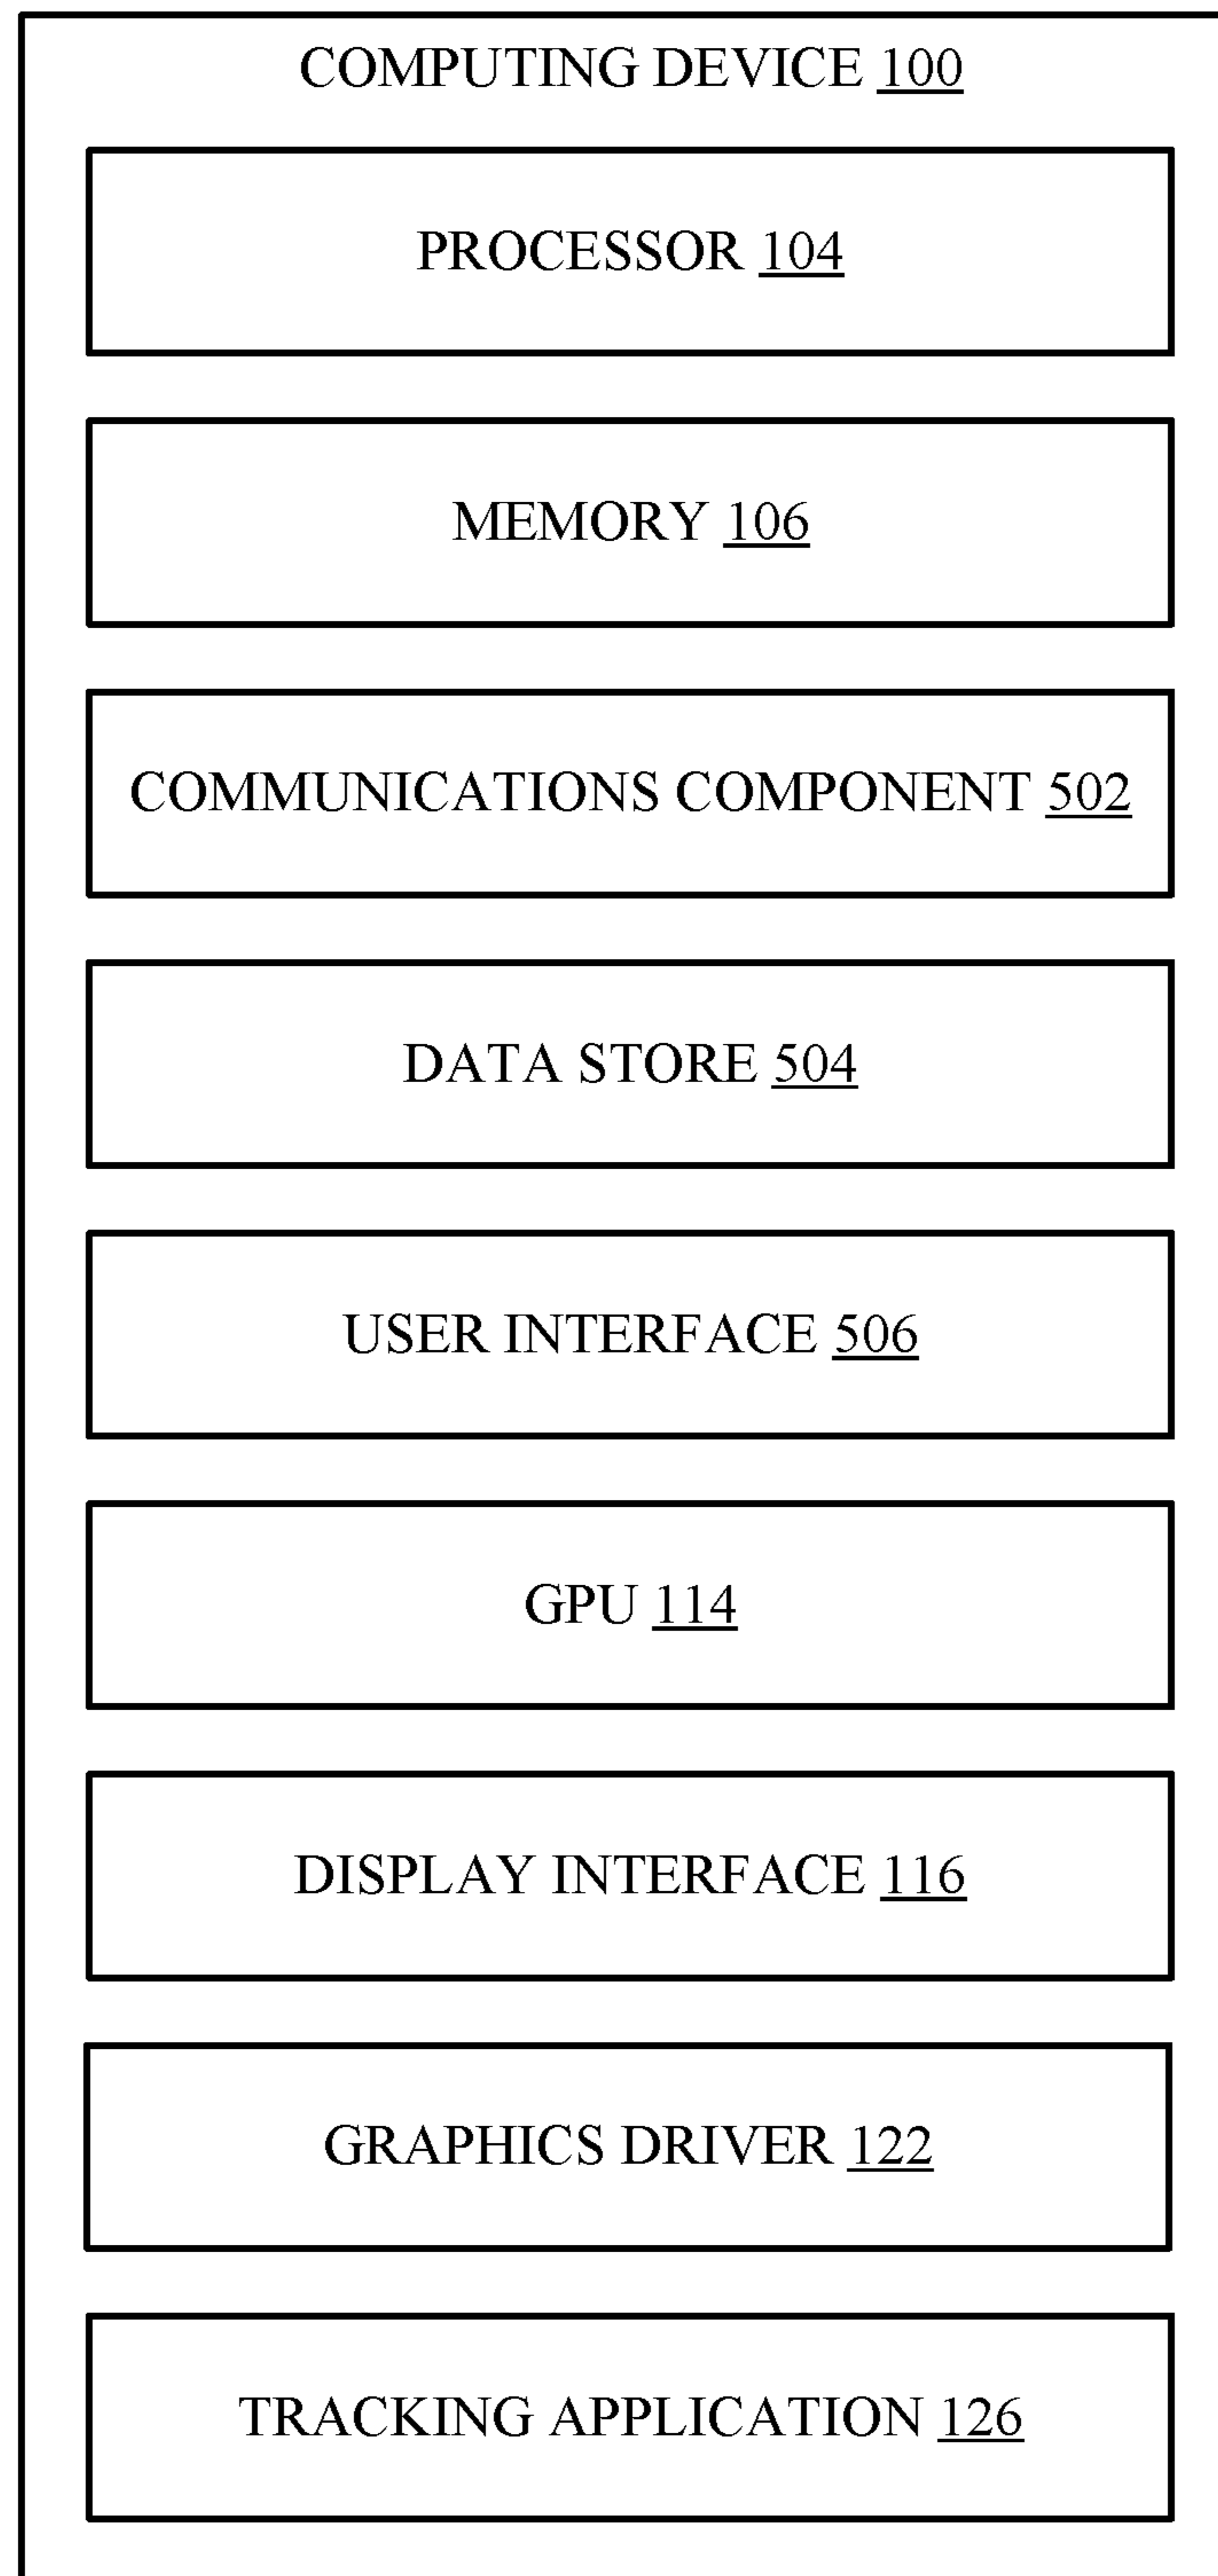 COMPUTING DEVICE 100
PROCESSOR 104
MEMORY 106
COMMUNICATIONS COMPONENT 502
DATA STORE 504
USER INTERFACE 506
GPU 114
DISPLAY INTERFACE 116
GRAPHICS DRIVER 122
TRACKING APPLICATION 126